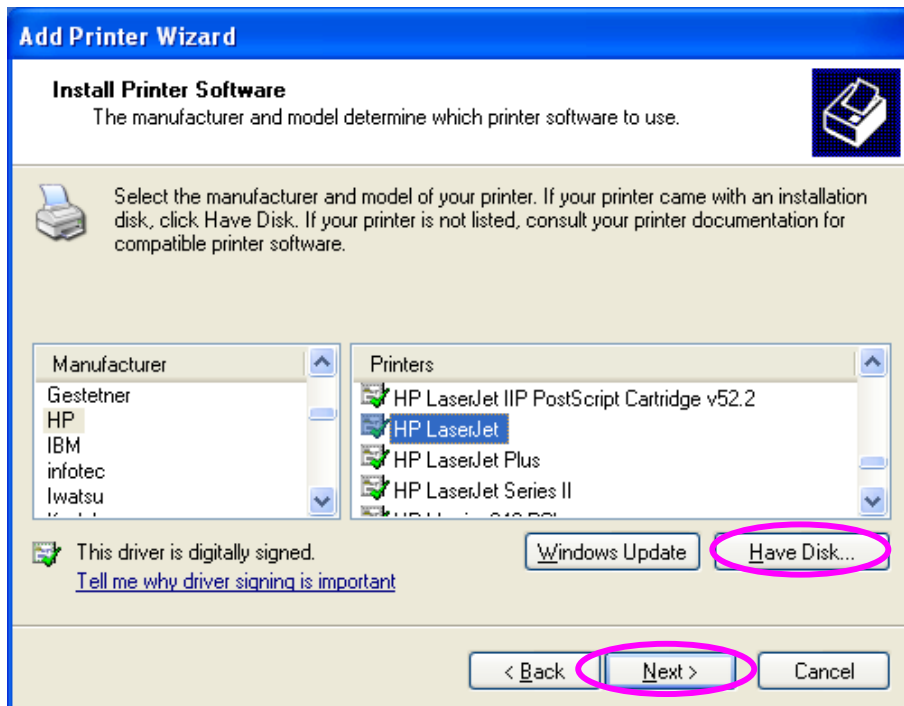 Add Printer Wizard
Install Printer Software
The manufacturer and model determine which printer software to use.
Select the manufacturer and model of your printer. If your printer came with an installation
disk, click Have Disk. If your printer is not listed, consult your printer documentation for
compatible printer software.
Manufacturer
Gestetner
HP
IBM
infotec
Iwatsu
Printers
HP LaserJet IIP PostScript Cartridge v52.2
HP LaserJet
HP LaserJet Plus
HP LaserJet Series II
This driver is digitally signed.
Tell me why driver signing is important
Windows Update
Have Disk...
< Back
Next >
Cancel